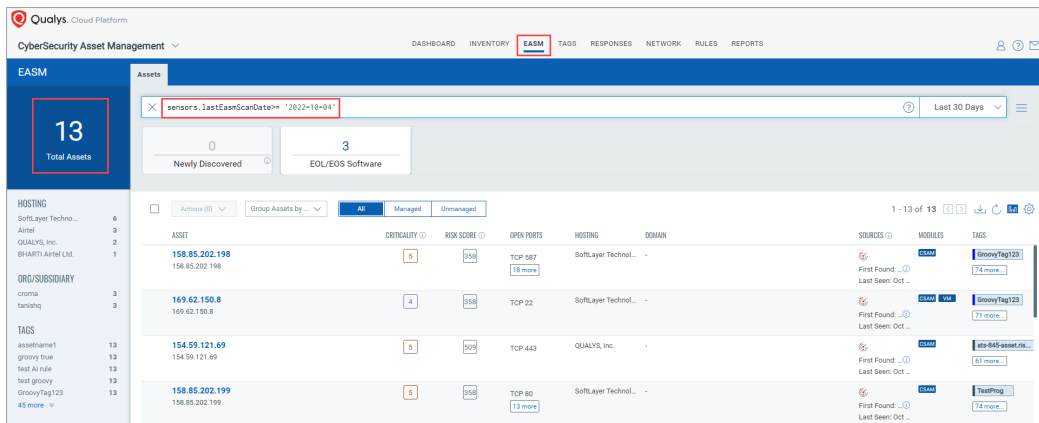 Qualys. Cloud Platform
CyberSecurity Asset Management
DASHBOARD INVENTORY EASM TAGS RESPONSES NETWORK RULES REPORTS
EASM
Assets
13
Total Assets
sensors.lastEasmScanDate>= '2022-10-04'
Last 30 Days
0
Newly Discovered
3
EOL/EOS Software
HOSTING
SoftLayer Techno... 6
Airtel 3
QUALYS, Inc. 2
BHARTI Airtel Ltd. 1
ORG/SUBSIDIARY
croma 3
tanishq 3
TAGS
assetname1 13
groovy true 13
test AI rule 13
test groovy 13
GroovyTag123 13
45 more
Actions (0) Group Assets by ... All Managed Unmanaged 1 - 13 of 13
ASSET CRITICALITY RISK SCORE OPEN PORTS HOSTING DOMAIN SOURCES MODULES TAGS
158.85.202.198 5 358 TCP 587 SoftLayer Technol... - CSAM GroovyTag123
158.85.202.198 18 more First Found: ... 74 more...
Last Seen: Oct ...
169.62.150.8 4 358 TCP 22 SoftLayer Technol... - CSAM VM GroovyTag123
169.62.150.8 First Found: ... 71 more...
Last Seen: Oct ...
154.59.121.69 5 509 TCP 443 QUALYS, Inc. - CSAM ats-845-asset.ris...
154.59.121.69 First Found: ... 61 more...
Last Seen: Oct ...
158.85.202.199 5 358 TCP 80 SoftLayer Technol... - CSAM TestProg
158.85.202.199 13 more First Found: ... 74 more...
Last Seen: Oct ...